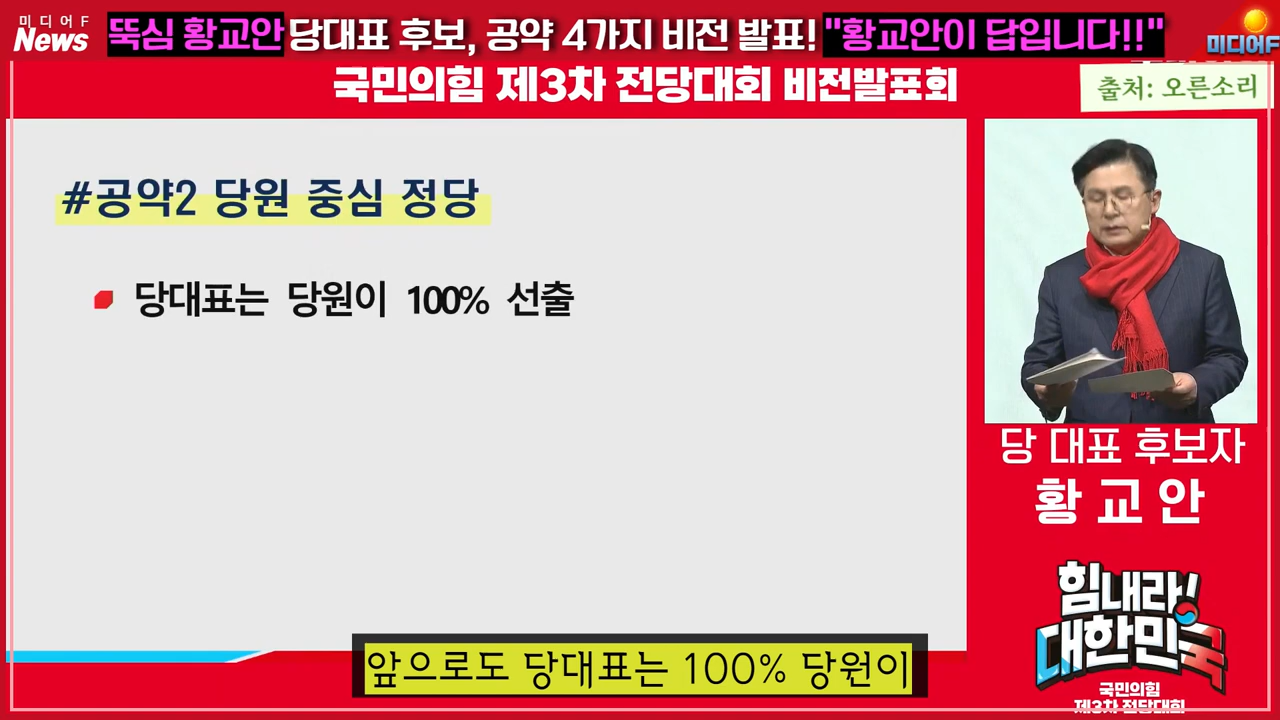 미디어F
News
뚝심 황교안 당대표 후보, 공약 4가지 비전 발표! "황교안이 답입니다!!"
미디어F
국민의힘 제3차 전당대회 비전발표회
출처: 오른소리
#공약2 당원 중심 정당
당대표는 당원이 100% 선출
당 대표 후보자
황교안
힘내라!
대한민국
국민의힘
제3차 전당대회
앞으로도 당대표는 100% 당원이